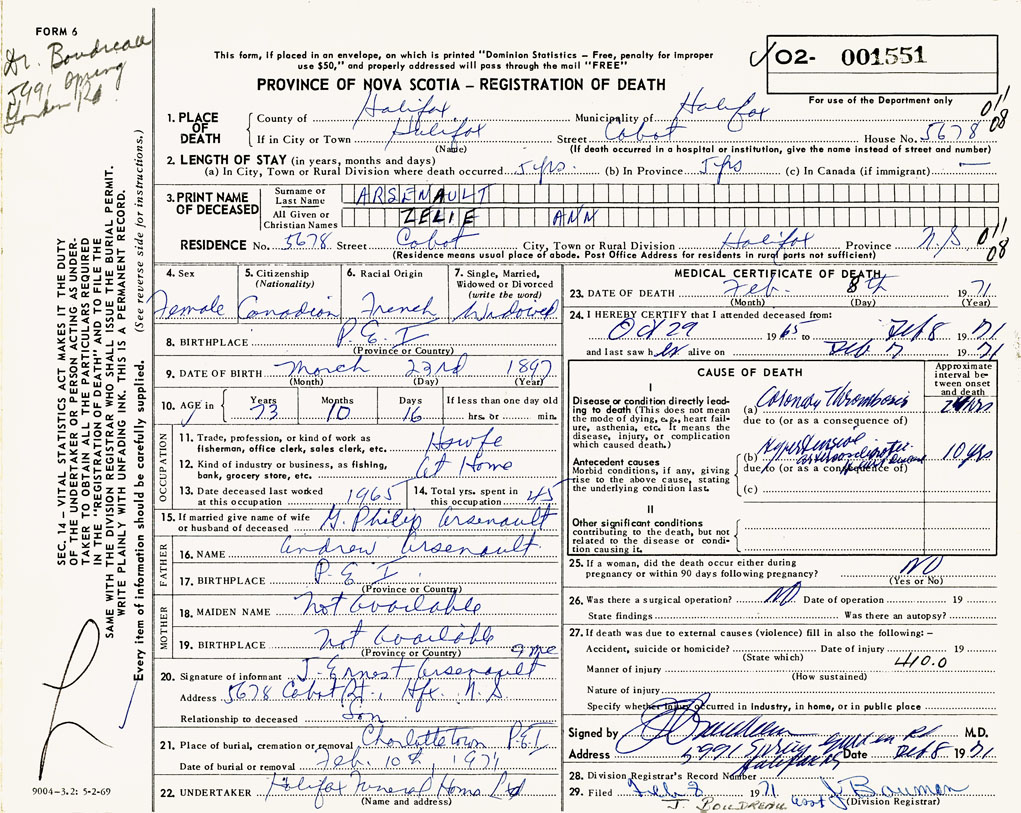 FORM 6
Dr. Boudreau
5991 Spring
Garden Rd.
This form, if placed in an envelope, on which is printed "Dominion Statistics – Free, penalty for improper
use $50," and properly addressed will pass through the mail "FREE"
PROVINCE OF NOVA SCOTIA – REGISTRATION OF DEATH
02- 001551
For use of the Department only
011
08
1. PLACE OF DEATH
County of Halifax Municipality of Halifax
If in City or Town Halifax Street Cabot House No. 5678
(Name) (If death occurred in a hospital or institution, give the name instead of street and number)
2. LENGTH OF STAY (in years, months and days)
(a) In City, Town or Rural Division where death occurred 5 yrs. (b) In Province 5 yrs (c) In Canada (if immigrant) —
3. PRINT NAME OF DECEASED
Surname or Last Name ARSENAULT
All Given or Christian Names ZELIE ANN
RESIDENCE No. 5678 Street Cabot City, Town or Rural Division Halifax Province N.S
(Residence means usual place of abode. Post Office Address for residents in rural parts not sufficient)
011
08
4. Sex Female
5. Citizenship (Nationality) Canadian
6. Racial Origin French
7. Single, Married, Widowed or Divorced (write the word) Widowed
8. BIRTHPLACE P.E.I
(Province or Country)
9. DATE OF BIRTH March 23rd 1897
(Month) (Day) (Year)
10. AGE in Years 73 Months 10 Days 16 If less than one day old hrs. or min.
OCCUPATION
11. Trade, profession, or kind of work as fisherman, office clerk, sales clerk, etc. Hswfe
12. Kind of industry or business, as fishing, bank, grocery store, etc. At Home
13. Date deceased last worked at this occupation 1965
14. Total yrs. spent in this occupation 45
15. If married give name of wife or husband of deceased G. Philip Arsenault
FATHER
16. NAME Andrew Arsenault
17. BIRTHPLACE P.E.I
(Province or Country)
MOTHER
18. MAIDEN NAME Not available
19. BIRTHPLACE Not available
(Province or Country)
20. Signature of informant J. Ernest Arsenault
Address 5678 Cabot St., Hfx. N.S.
Relationship to deceased Son
21. Place of burial, cremation or removal Charlottetown P.E.I
Date of burial or removal Feb. 10th, 1971
22. UNDERTAKER Halifax Funeral Home Ltd
(Name and address)
MEDICAL CERTIFICATE OF DEATH
23. DATE OF DEATH Feb. 8th 1971
(Month) (Day) (Year)
24. I HEREBY CERTIFY that I attended deceased from:
Oct 29 1965 to Feb 8 1971
and last saw her alive on Feb 7 1971
CAUSE OF DEATH
Approximate interval between onset and death
I
Disease or condition directly leading to death (This does not mean the mode of dying, e.g., heart failure, asthenia, etc. It means the disease, injury, or complication which caused death.)
(a) Coronary Thrombosis hrs
due to (or as a consequence of)
Antecedent causes
Morbid conditions, if any, giving rise to the above cause, stating the underlying condition last.
(b) Hypertensive 10 yrs
due to (or as a consequence of)
(c)
II
Other significant conditions contributing to the death, but not related to the disease or condition causing it.
25. If a woman, did the death occur either during pregnancy or within 90 days following pregnancy? NO
(Yes or No)
26. Was there a surgical operation? NO Date of operation 19
State findings Was there an autopsy?
27. If death was due to external causes (violence) fill in also the following: –
Accident, suicide or homicide? Date of injury 19
(State which)
410.0
Manner of injury
(How sustained)
Nature of injury
Specify whether injury occurred in industry, in home, or in public place
Signed by Boudreau M.D.
Address 5991 Spring Garden Rd Date Feb 8 1971
Halifax NS
28. Division Registrar's Record Number
29. Filed Feb 8 1971 J. Bauman
(Division Registrar)
J. BOUDREAU
SEC. 14 – VITAL STATISTICS ACT MAKES IT THE DUTY
OF THE UNDERTAKER OR PERSON ACTING AS UNDERTAKER TO OBTAIN ALL THE PARTICULARS REQUIRED
IN THE "REGISTRATION OF DEATH" AND TO FILE THE
SAME WITH THE DIVISION REGISTRAR WHO SHALL ISSUE THE BURIAL PERMIT.
WRITE PLAINLY WITH UNFADING INK. THIS IS A PERMANENT RECORD.
Every item of information should be carefully supplied. (See reverse side for instructions.)
9004-3.2: 5-2-69